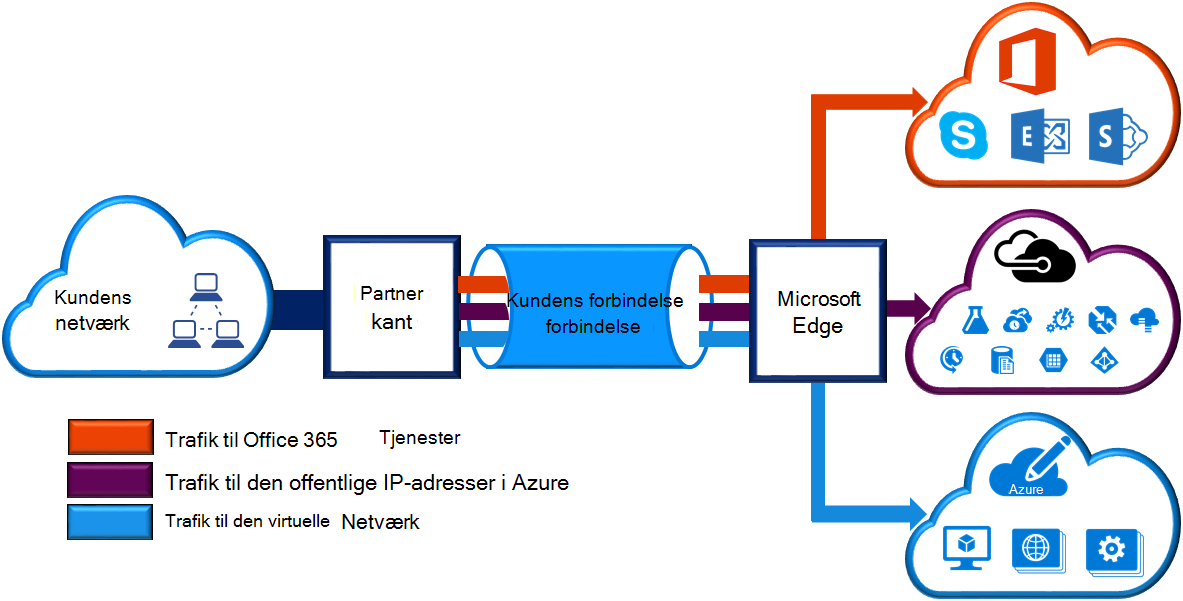 Kundens
netværk
Partner
kant
Kundens forbindelse
forbindelse
Microsoft
Edge
S
E
S
Azure
Trafik til Office 365 Tjenester
Trafik til den offentlige IP-adresser i Azure
Trafik til den virtuelle Netværk